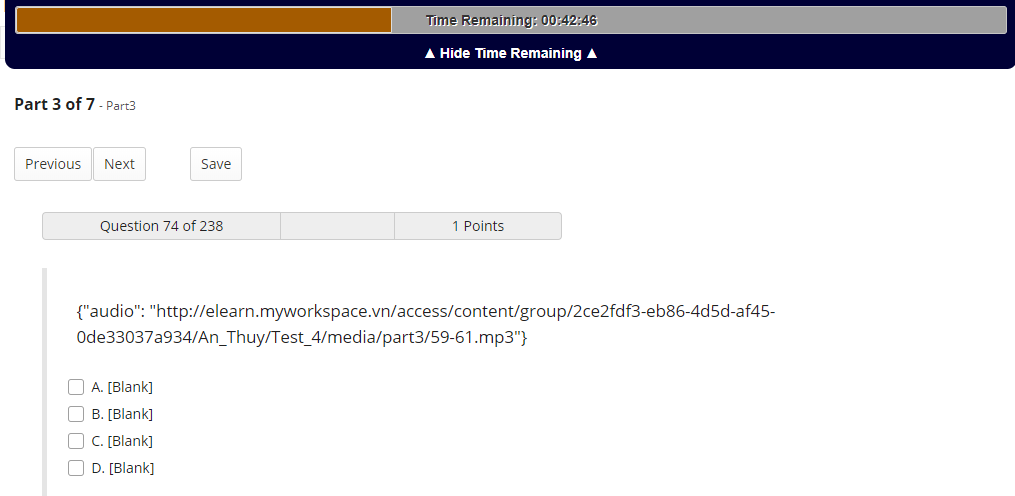 Time Remaining: 00:42:46
▲ Hide Time Remaining ▲
Part 3 of 7 - Part3
Previous Next Save
Question 74 of 238 1 Points
{"audio": "http://elearn.myworkspace.vn/access/content/group/2ce2fdf3-eb86-4d5d-af45-
0de33037a934/An_Thuy/Test_4/media/part3/59-61.mp3"}
A. [Blank]
B. [Blank]
C. [Blank]
D. [Blank]